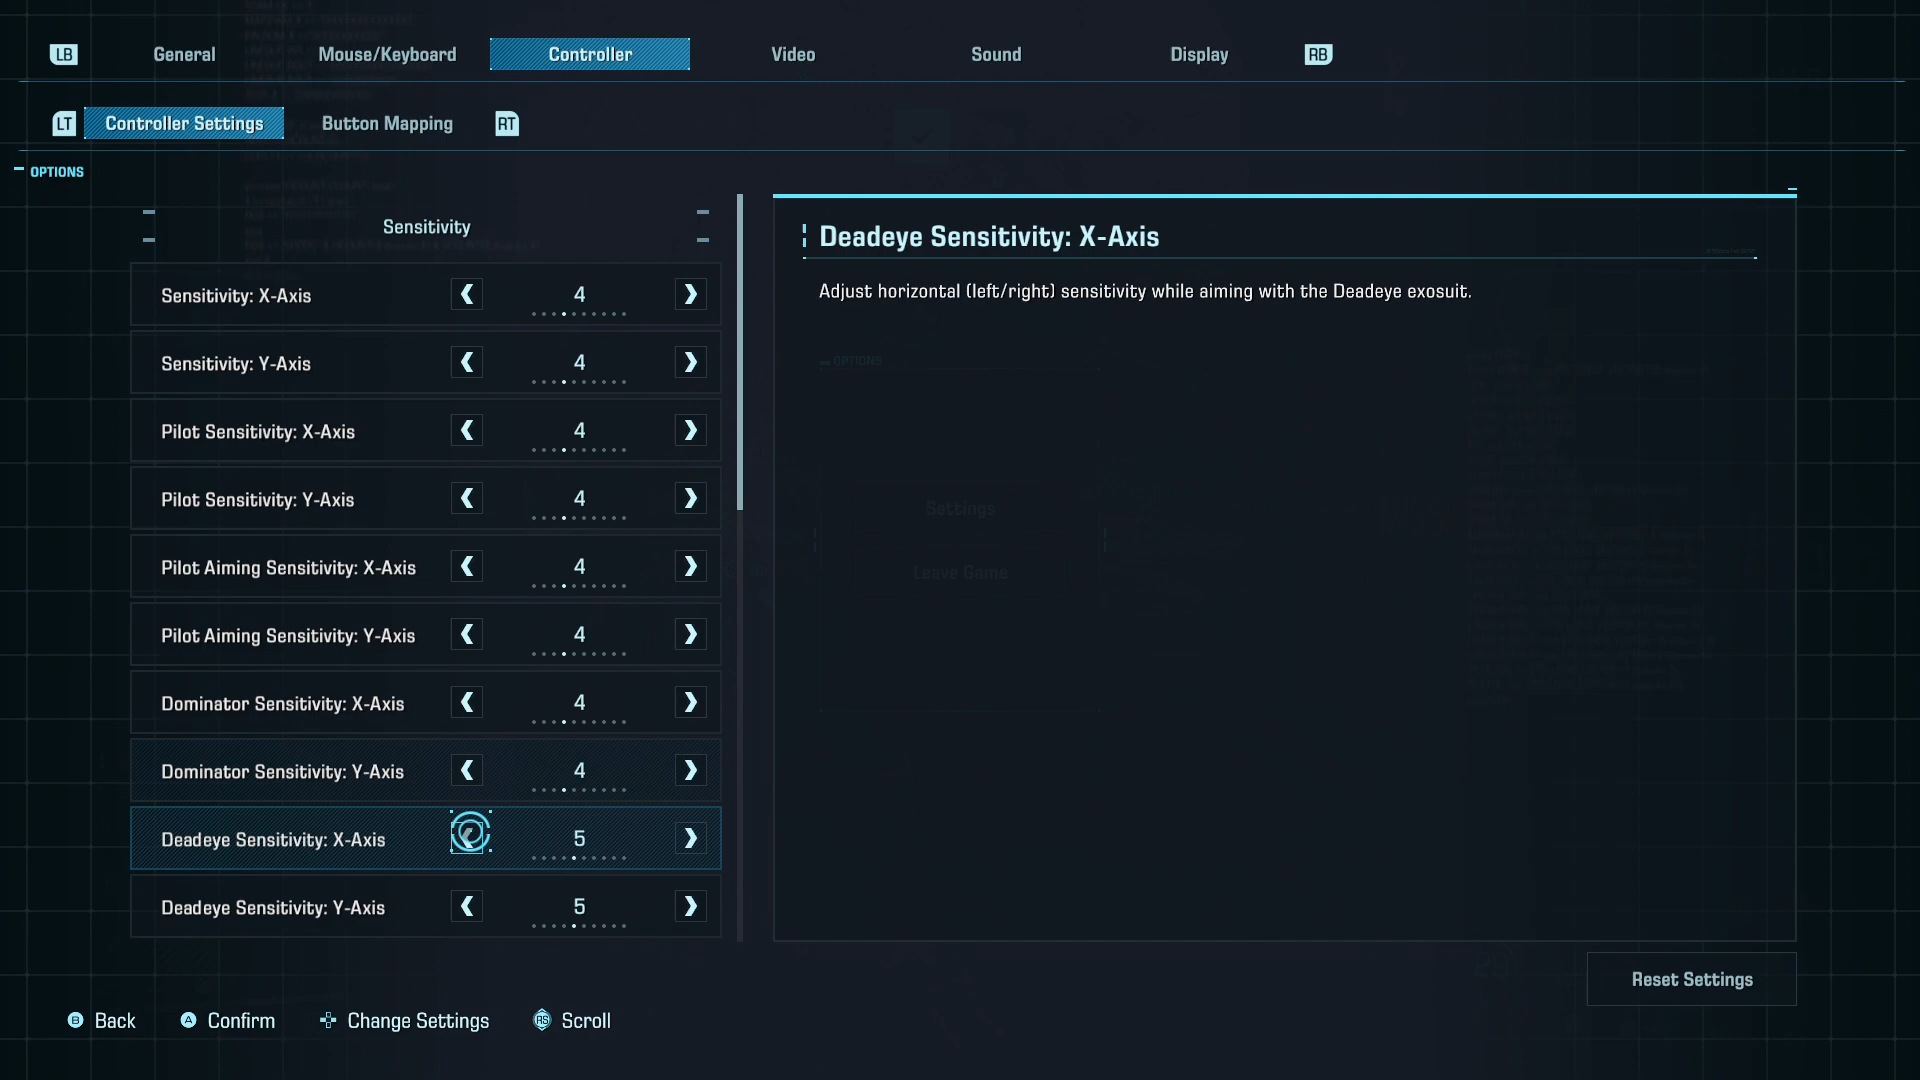 LB General Mouse/Keyboard Controller Video Sound Display RB
LT Controller Settings Button Mapping RT
OPTIONS
Sensitivity
Sensitivity: X-Axis 4
Sensitivity: Y-Axis 4
Pilot Sensitivity: X-Axis 4
Pilot Sensitivity: Y-Axis 4
Pilot Aiming Sensitivity: X-Axis 4
Pilot Aiming Sensitivity: Y-Axis 4
Dominator Sensitivity: X-Axis 4
Dominator Sensitivity: Y-Axis 4
Deadeye Sensitivity: X-Axis 5
Deadeye Sensitivity: Y-Axis 5
Deadeye Sensitivity: X-Axis
Adjust horizontal (left/right) sensitivity while aiming with the Deadeye exosuit.
OPTIONS
Settings
Leave Game
Reset Settings
B Back A Confirm Change Settings RS Scroll